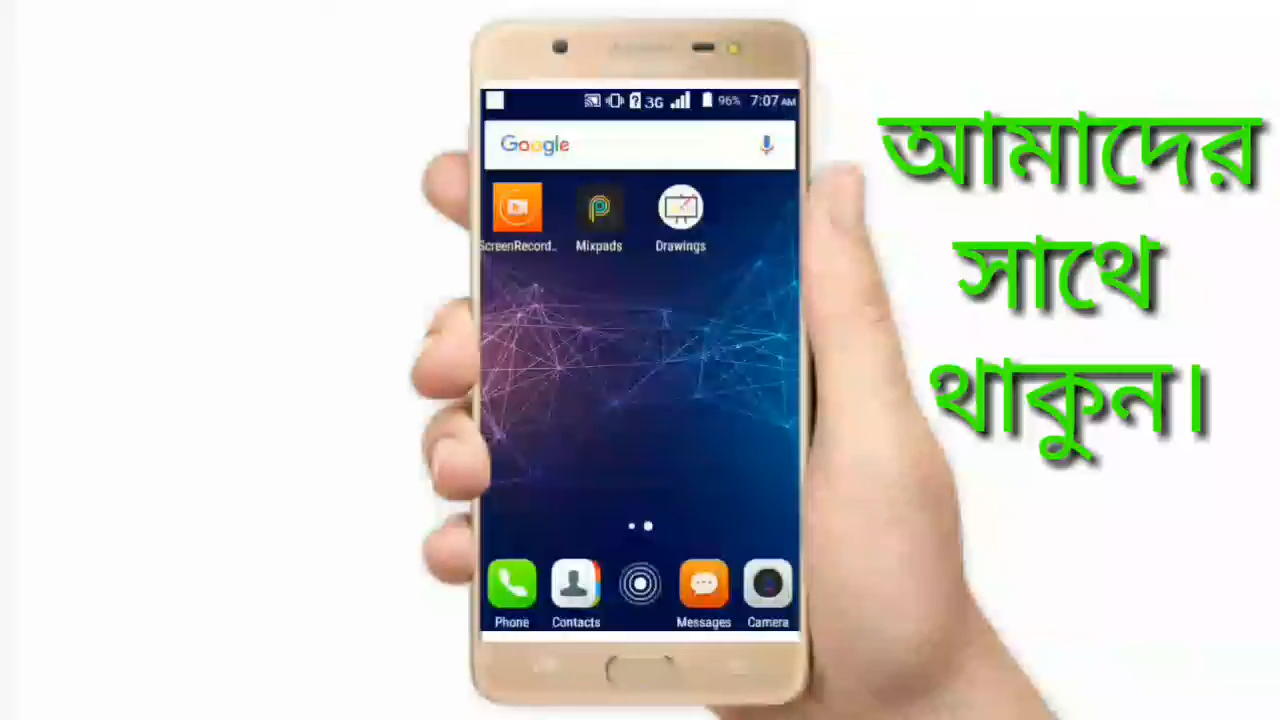 3G 96% 7:07 AM
Google
ScreenRecord..
Mixpads
Drawings
Phone
Contacts
Messages
Camera
আমাদের
সাথে
থাকুন।